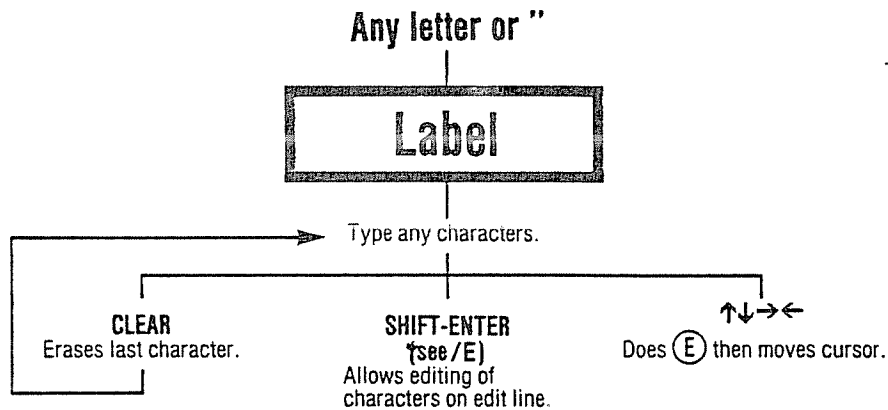 Any letter or ”
Label
Type any characters.
CLEAR
Erases last character.
SHIFT-ENTER
(see /E)
Allows editing of
characters on edit line.
↑↓→←
Does Ⓔ then moves cursor.